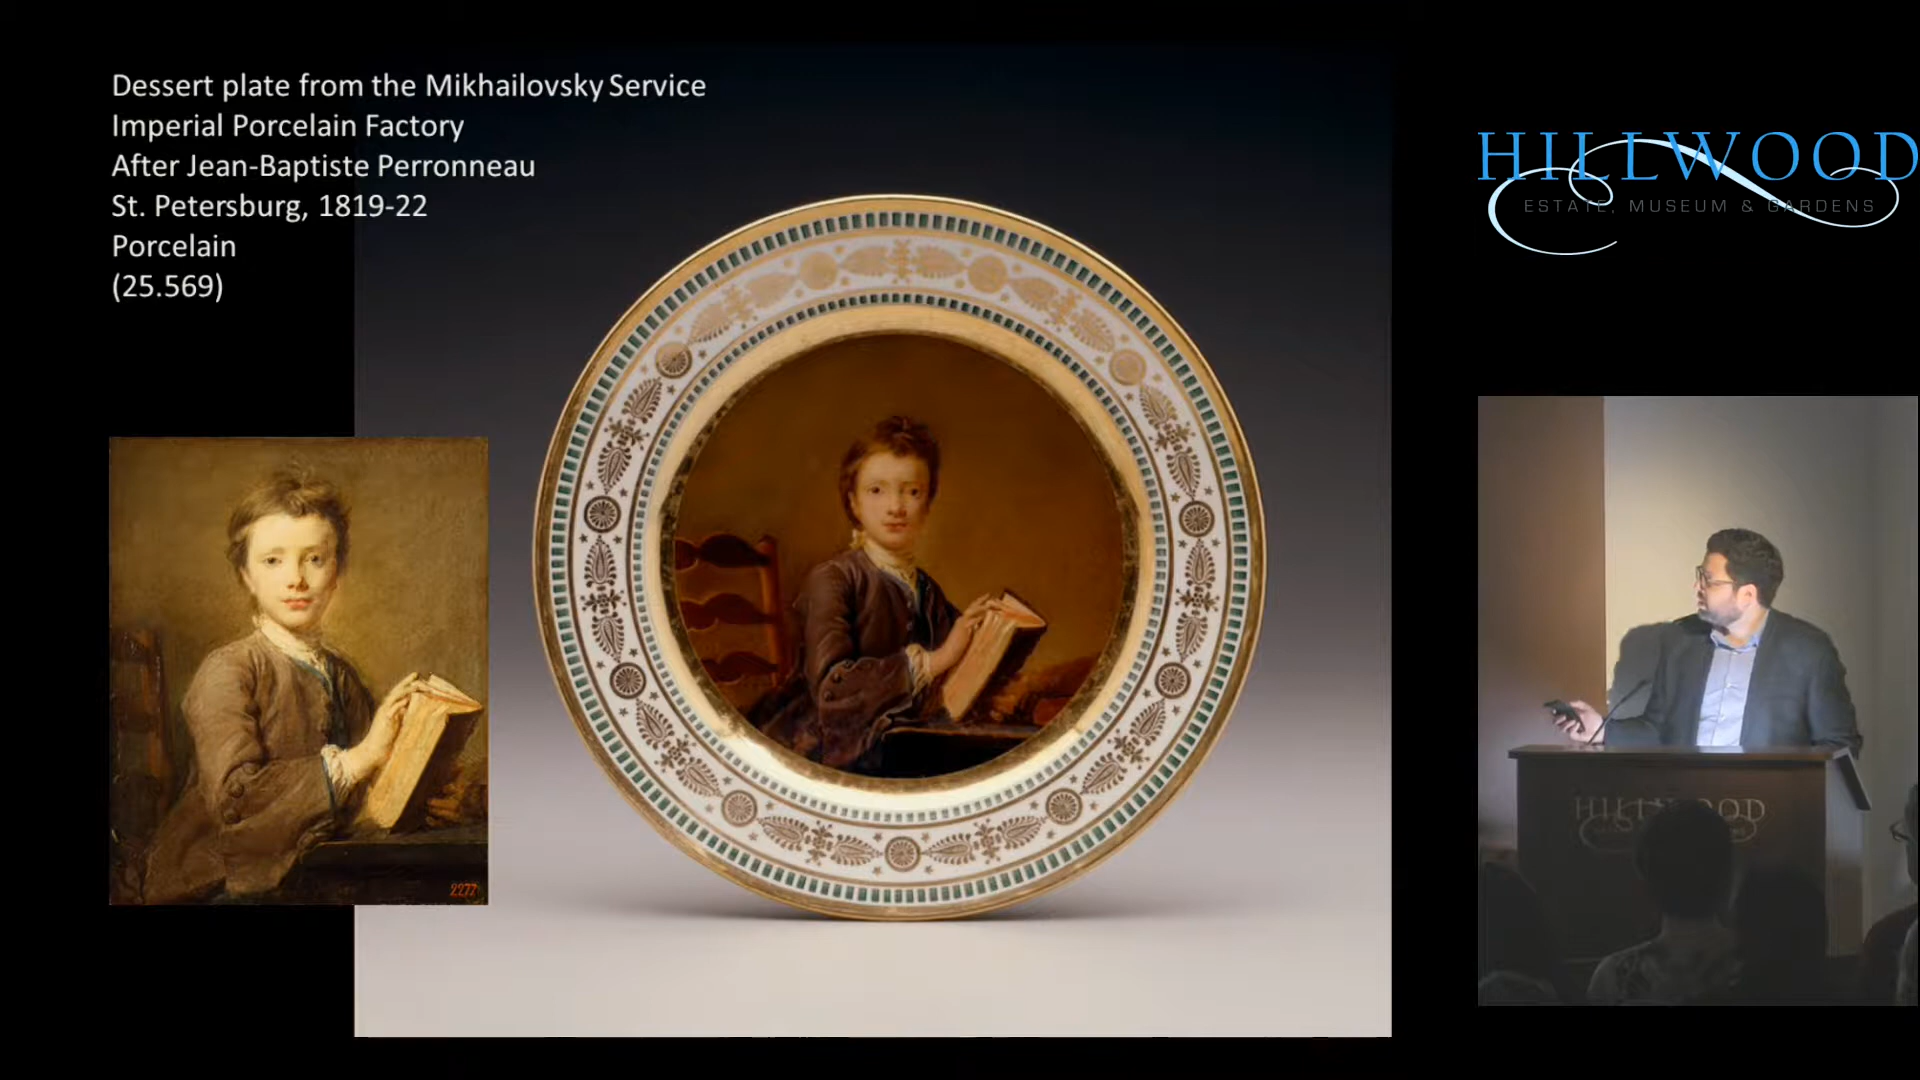 Dessert plate from the Mikhailovsky Service
Imperial Porcelain Factory
After Jean-Baptiste Perronneau
St. Petersburg, 1819-22
Porcelain
(25.569)
HILLWOOD
ESTATE, MUSEUM & GARDENS
2277
HILLWOOD